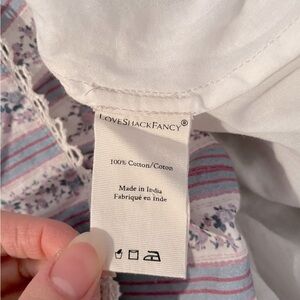 LOVESHACKFANCY®
100% Cotton/Coton
Made in India
Fabriqué en Inde